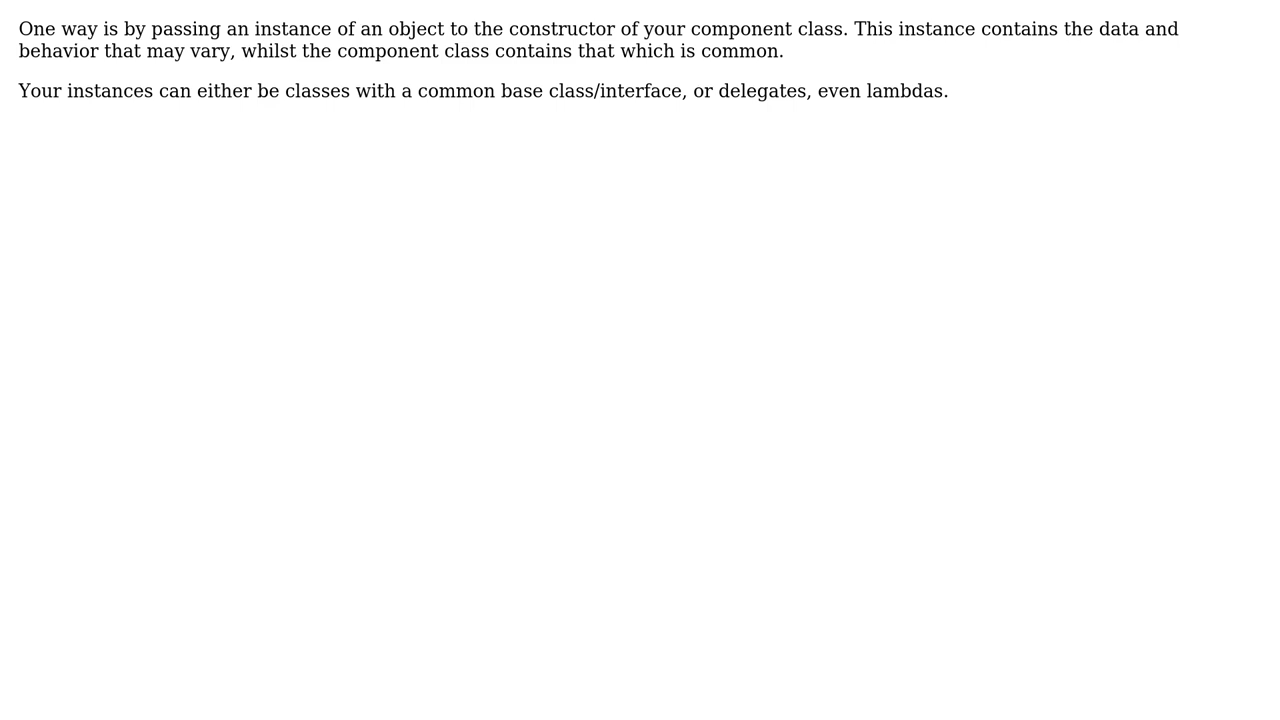 One way is by passing an instance of an object to the constructor of your component class. This instance contains the data and
behavior that may vary, whilst the component class contains that which is common.
Your instances can either be classes with a common base class/interface, or delegates, even lambdas.